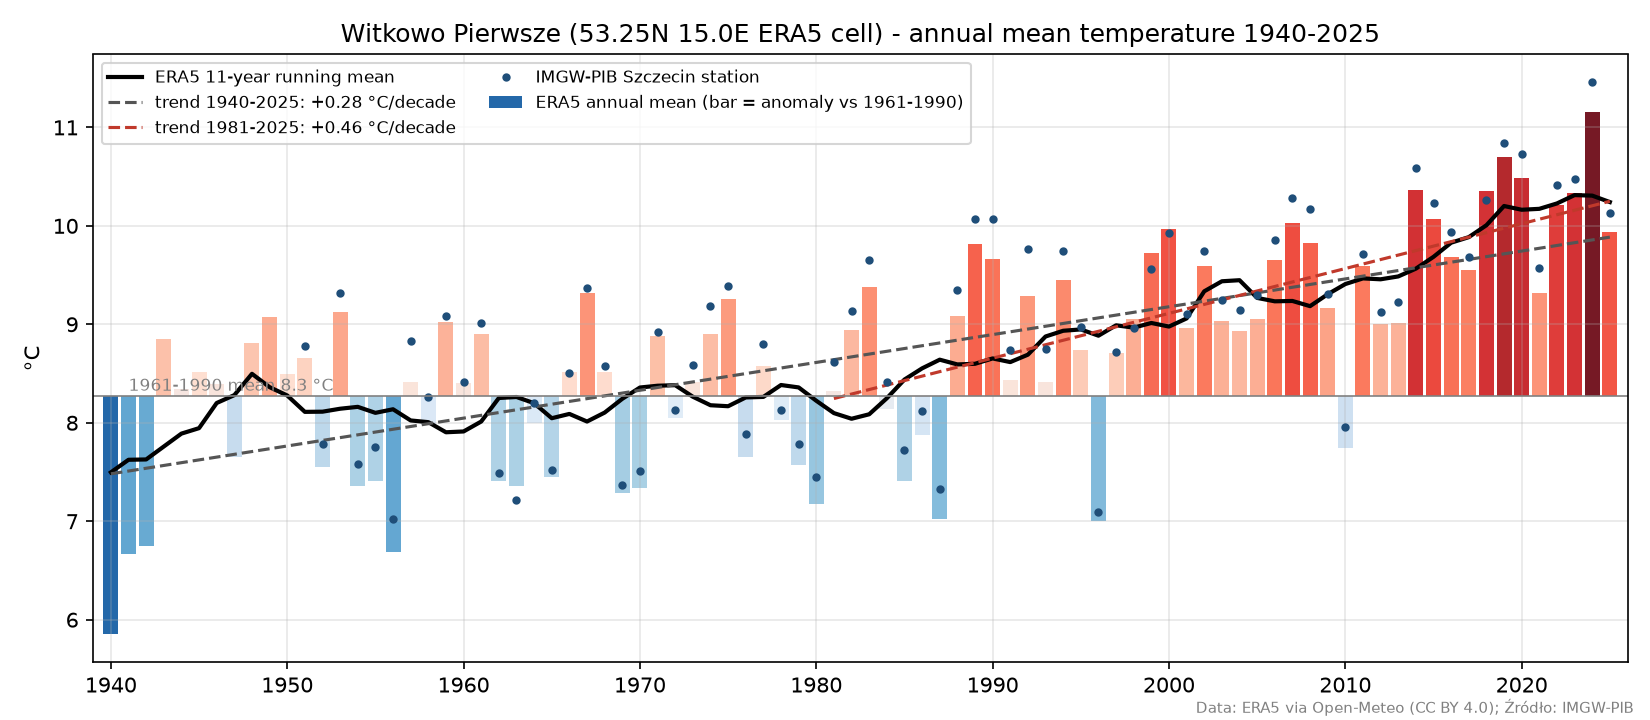 Witkowo Pierwsze (53.25N 15.0E ERA5 cell) - annual mean temperature 1940-2025
ERA5 11-year running mean
trend 1940-2025: +0.28 °C/decade
trend 1981-2025: +0.46 °C/decade
IMGW-PIB Szczecin station
ERA5 annual mean (bar = anomaly vs 1961-1990)
°C
11
10
9
8
7
6
1961-1990 mean 8.3 °C
1940 1950 1960 1970 1980 1990 2000 2010 2020
Data: ERA5 via Open-Meteo (CC BY 4.0); Źródło: IMGW-PIB